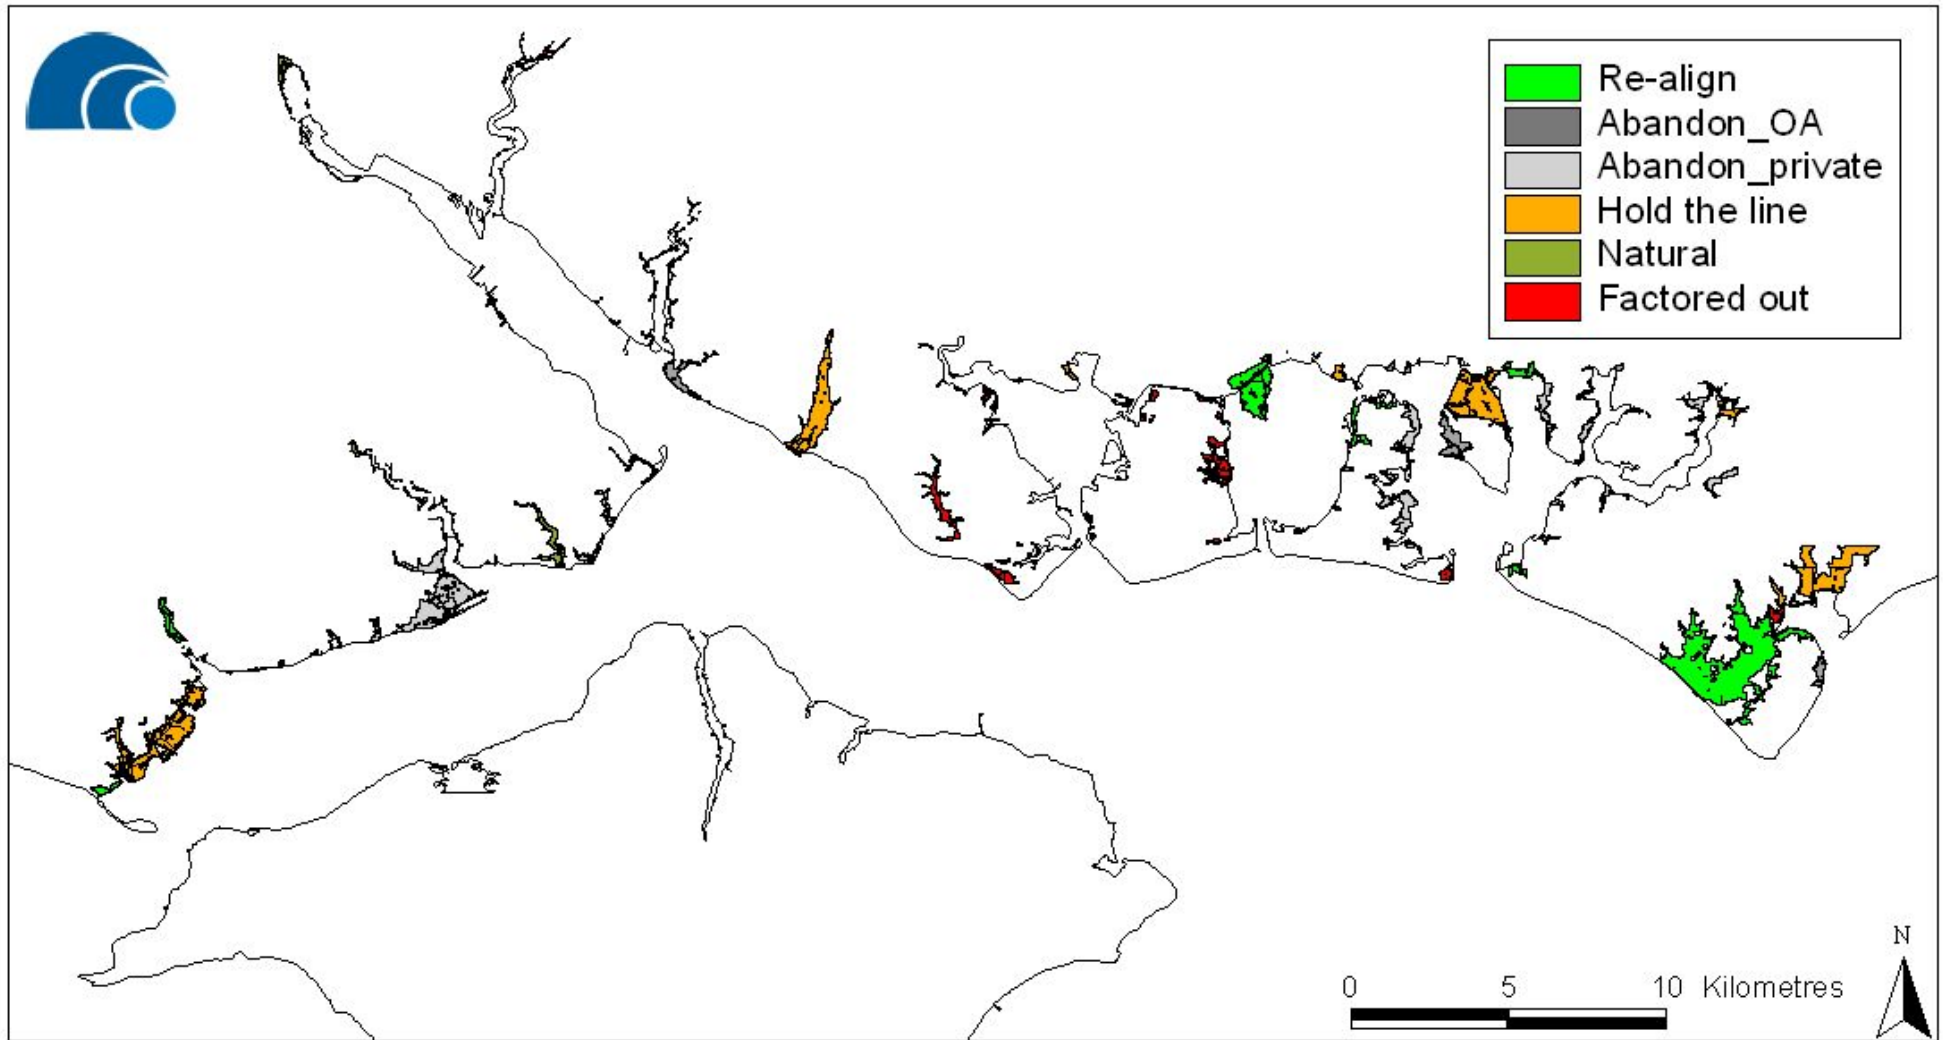 Re-align
Abandon_OA
Abandon_private
Hold the line
Natural
Factored out
N
0 5 10 Kilometres